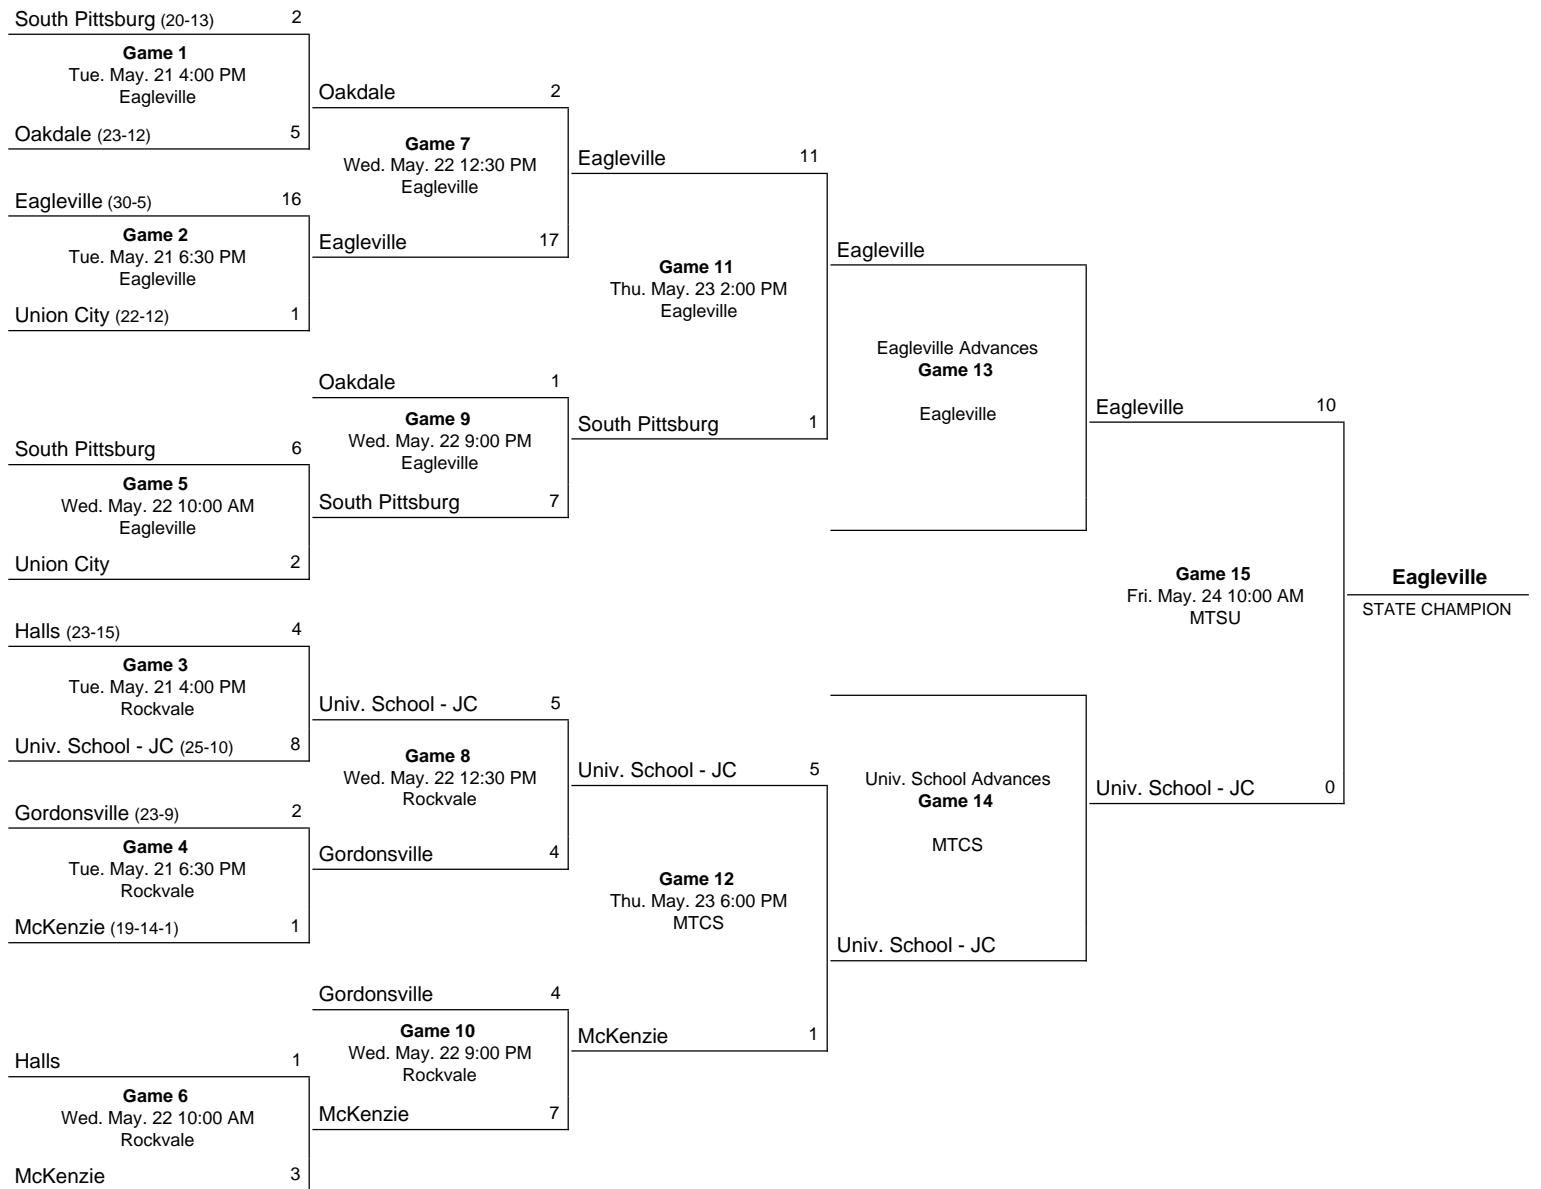 South Pittsburg (20-13) 2
Game 1
Tue. May. 21 4:00 PM
Eagleville
Oakdale (23-12) 5
Eagleville (30-5) 16
Game 2
Tue. May. 21 6:30 PM
Eagleville
Union City (22-12) 1
South Pittsburg 6
Game 5
Wed. May. 22 10:00 AM
Eagleville
Union City 2
Halls (23-15) 4
Game 3
Tue. May. 21 4:00 PM
Rockvale
Univ. School - JC (25-10) 8
Gordonsville (23-9) 2
Game 4
Tue. May. 21 6:30 PM
Rockvale
McKenzie (19-14-1) 1
Halls 1
Game 6
Wed. May. 22 10:00 AM
Rockvale
McKenzie 3
Oakdale 2
Game 7
Wed. May. 22 12:30 PM
Eagleville
Eagleville 17
Oakdale 1
Game 9
Wed. May. 22 9:00 PM
Eagleville
South Pittsburg 7
Univ. School - JC 5
Game 8
Wed. May. 22 12:30 PM
Rockvale
Gordonsville 4
Gordonsville 4
Game 10
Wed. May. 22 9:00 PM
Rockvale
McKenzie 7
Eagleville 11
Game 11
Thu. May. 23 2:00 PM
Eagleville
South Pittsburg 1
Univ. School - JC 5
Game 12
Thu. May. 23 6:00 PM
MTCS
McKenzie 1
Eagleville
Eagleville Advances
Game 13
Eagleville
Univ. School Advances
Game 14
MTCS
Univ. School - JC
Eagleville 10
Game 15
Fri. May. 24 10:00 AM
MTSU
Univ. School - JC 0
Eagleville
STATE CHAMPION